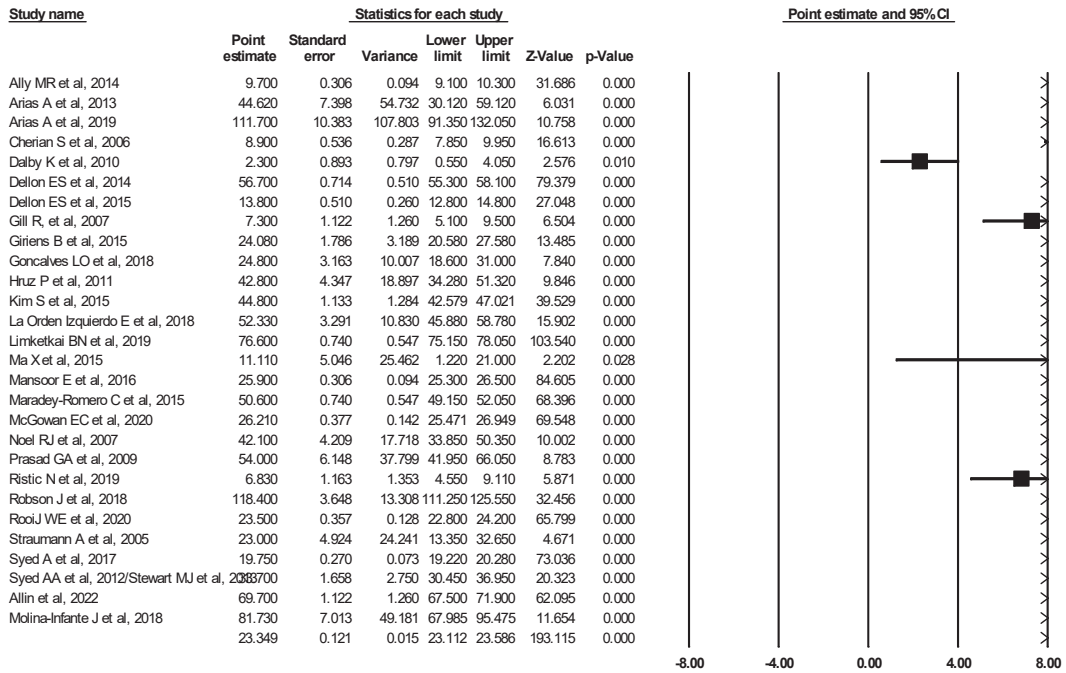 Study name Statistics for each study Point estimate and 95% CI
Point Standard Lower Upper
estimate error Variance limit limit Z-Value p-Value
Ally MR et al, 2014 9.700 0.306 0.094 9.100 10.300 31.686 0.000
Arias A et al, 2013 44.620 7.398 54.732 30.120 59.120 6.031 0.000
Arias A et al, 2019 111.700 10.383 107.803 91.350 132.050 10.758 0.000
Cherian S et al, 2006 8.900 0.536 0.287 7.850 9.950 16.613 0.000
Dalby K et al, 2010 2.300 0.893 0.797 0.550 4.050 2.576 0.010
Dellon ES et al, 2014 56.700 0.714 0.510 55.300 58.100 79.379 0.000
Dellon ES et al, 2015 13.800 0.510 0.260 12.800 14.800 27.048 0.000
Gill R, et al, 2007 7.300 1.122 1.260 5.100 9.500 6.504 0.000
Giriens B et al, 2015 24.080 1.786 3.189 20.580 27.580 13.485 0.000
Goncalves LO et al, 2018 24.800 3.163 10.007 18.600 31.000 7.840 0.000
Hruz P et al, 2011 42.800 4.347 18.897 34.280 51.320 9.846 0.000
Kim S et al, 2015 44.800 1.133 1.284 42.579 47.021 39.529 0.000
La Orden Izquierdo E et al, 2018 52.330 3.291 10.830 45.880 58.780 15.902 0.000
Limketkai BN et al, 2019 76.600 0.740 0.547 75.150 78.050 103.540 0.000
Ma X et al, 2015 11.110 5.046 25.462 1.220 21.000 2.202 0.028
Mansoor E et al, 2016 25.900 0.306 0.094 25.300 26.500 84.605 0.000
Maradey-Romero C et al, 2015 50.600 0.740 0.547 49.150 52.050 68.396 0.000
McGowan EC et al, 2020 26.210 0.377 0.142 25.471 26.949 69.548 0.000
Noel RJ et al, 2007 42.100 4.209 17.718 33.850 50.350 10.002 0.000
Prasad GA et al, 2009 54.000 6.148 37.799 41.950 66.050 8.783 0.000
Ristic N et al, 2019 6.830 1.163 1.353 4.550 9.110 5.871 0.000
Robson J et al, 2018 118.400 3.648 13.308 111.250 125.550 32.456 0.000
RooiJ WE et al, 2020 23.500 0.357 0.128 22.800 24.200 65.799 0.000
Straumann A et al, 2005 23.000 4.924 24.241 13.350 32.650 4.671 0.000
Syed A et al, 2017 19.750 0.270 0.073 19.220 20.280 73.036 0.000
Syed AA et al, 2012/Stewart MJ et al, 1.658 2.750 30.450 36.950 20.323 0.000
Allin et al, 2022 69.700 1.122 1.260 67.500 71.900 62.095 0.000
Molina-Infante J et al, 2018 81.730 7.013 49.181 67.985 95.475 11.654 0.000
23.349 0.121 0.015 23.112 23.586 193.115 0.000
-8.00 -4.00 0.00 4.00 8.00